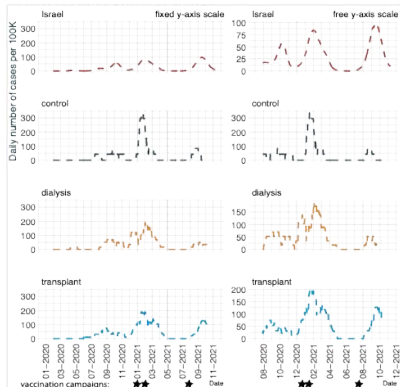 Israel fixed y-axis scale Israel free y-axis scale
Daily number of cases per 100K
300 100
200 75
100 50
0 25
0
control control
300 300
200 200
100 100
0 0
dialysis dialysis
300 150
200 100
100 50
0 0
transplant transplant
300 200
200 150
100 100
0 50
0
01-2020 03-2020 05-2020 07-2020 09-2020 11-2020 01-2021 03-2021 05-2021 07-2021 09-2021 11-2021 08-2020 10-2020 12-2020 02-2021 04-2021 06-2021 08-2021 10-2021 12-2021
vaccination campaigns: ★★ ★ Date ★★ ★ Date